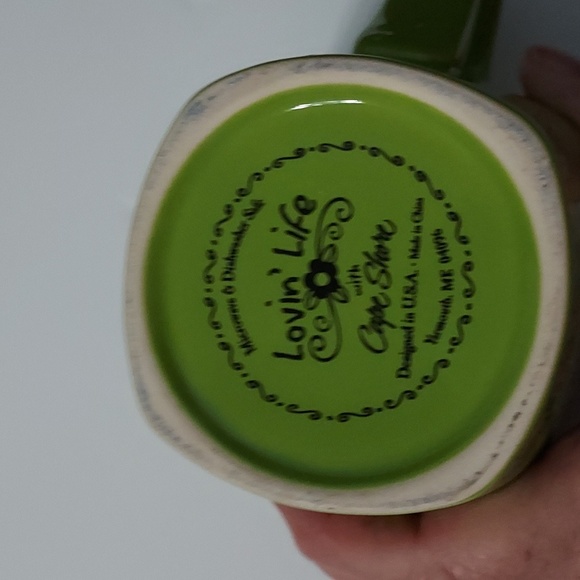 Microwave & Dishwasher Safe
Lovin' Life
with
Cape Shore
Designed in U.S.A. · Made in China
Yarmouth, ME 04096